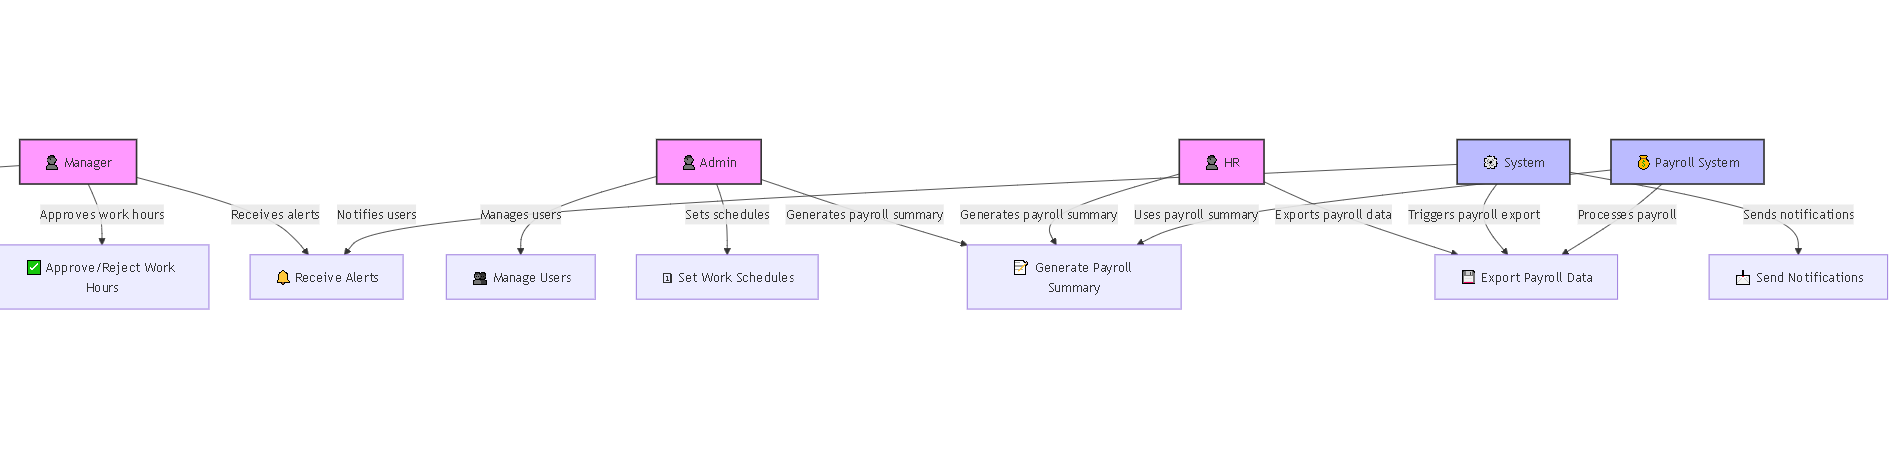 Manager
Admin
HR
System
Payroll System
Approves work hours
Receives alerts
Notifies users
Manages users
Sets schedules
Generates payroll summary
Generates payroll summary
Uses payroll summary
Exports payroll data
Triggers payroll export
Processes payroll
Sends notifications
Approve/Reject Work
Hours
Receive Alerts
Manage Users
Set Work Schedules
Generate Payroll
Summary
Export Payroll Data
Send Notifications